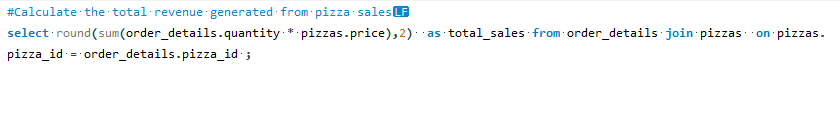 #Calculate the total revenue generated from pizza sales LF
select round(sum(order_details.quantity * pizzas.price),2)  as total_sales from order_details join pizzas  on pizzas.
pizza_id = order_details.pizza_id ;